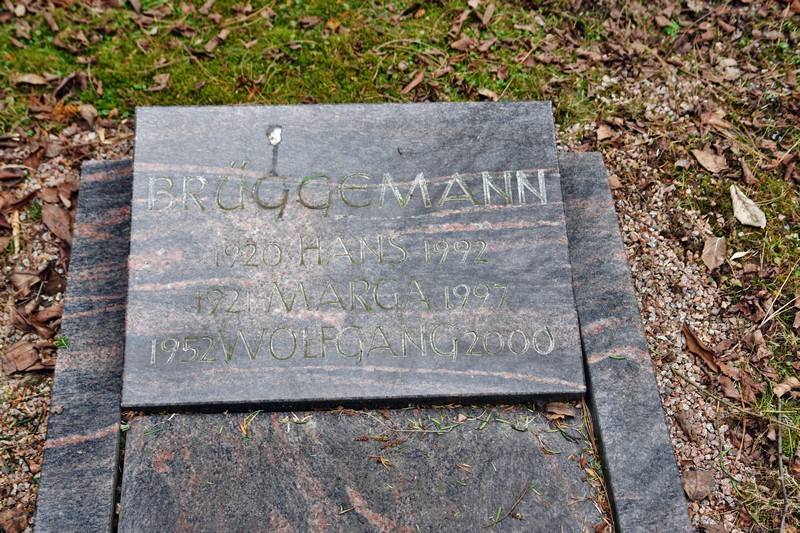 BRÜGGEMANN
1920 HANS 1992
1921 MARGA 1997
1952 WOLFGANG 2000